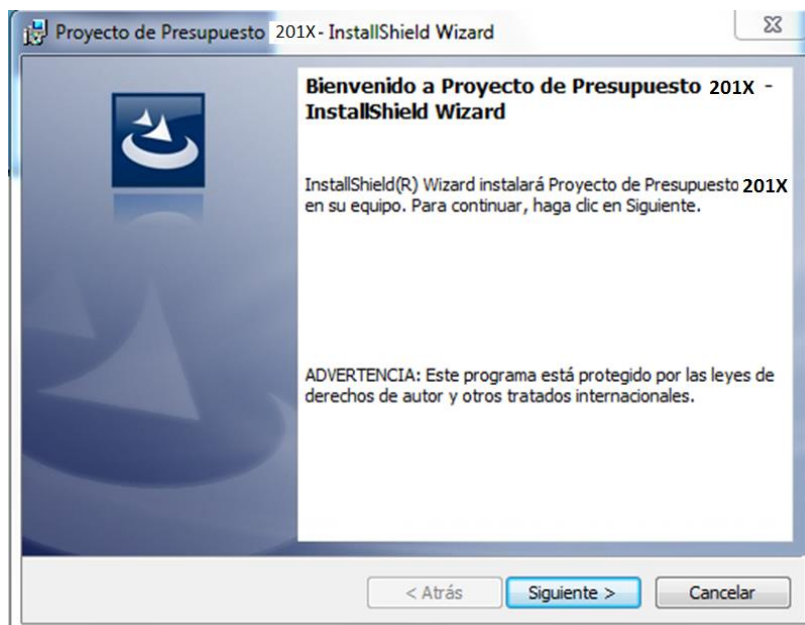 Proyecto de Presupuesto 201X - InstallShield Wizard
Bienvenido a Proyecto de Presupuesto 201X -
InstallShield Wizard
InstallShield(R) Wizard instalará Proyecto de Presupuesto 201X
en su equipo. Para continuar, haga clic en Siguiente.
ADVERTENCIA: Este programa está protegido por las leyes de
derechos de autor y otros tratados internacionales.
< Atrás
Siguiente >
Cancelar